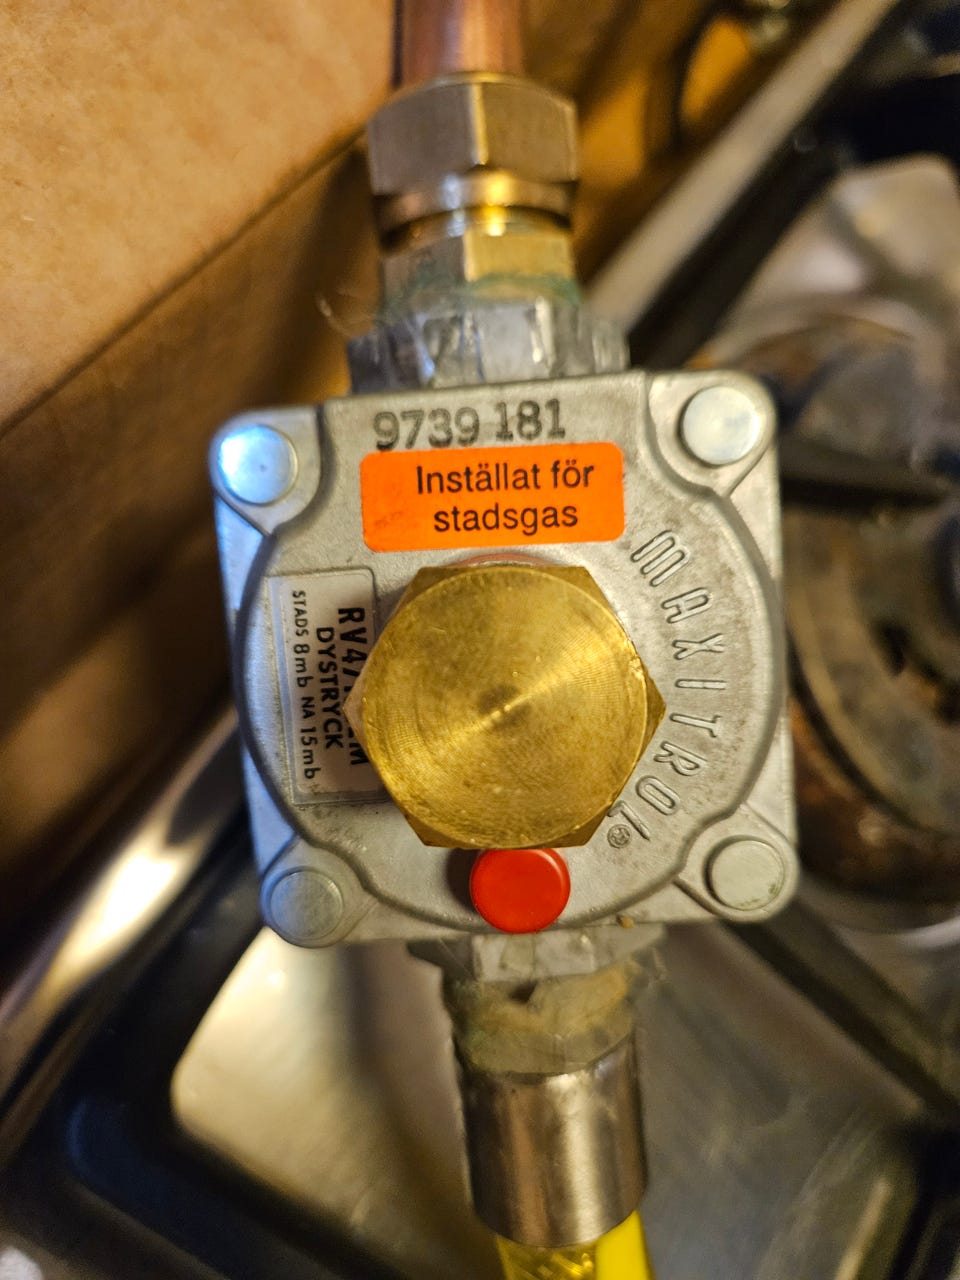 9739 181
Inställat för
stadsgas
MAXITROL®
DYSTRYCK
STADS 8mb NA 15mb